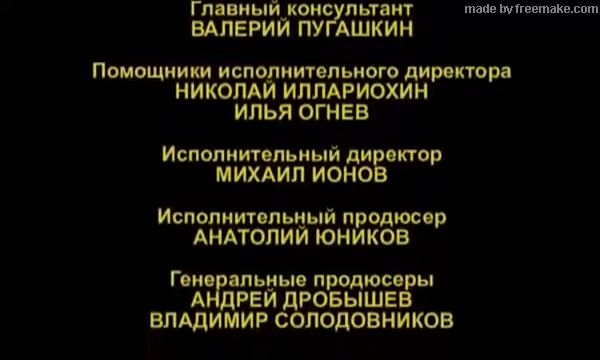 Главный консультант
made by freemake.com
ВАЛЕРИЙ ПУГАШКИН
Помощники исполнительного директора
НИКОЛАЙ ИЛЛАРИОХИН
ИЛЬЯ ОГНЕВ
Исполнительный директор
МИХАИЛ ИОНОВ
Исполнительный продюсер
АНАТОЛИЙ ЮНИКОВ
Генеральные продюсеры
АНДРЕЙ ДРОБЫШЕВ
ВЛАДИМИР СОЛОДОВНИКОВ